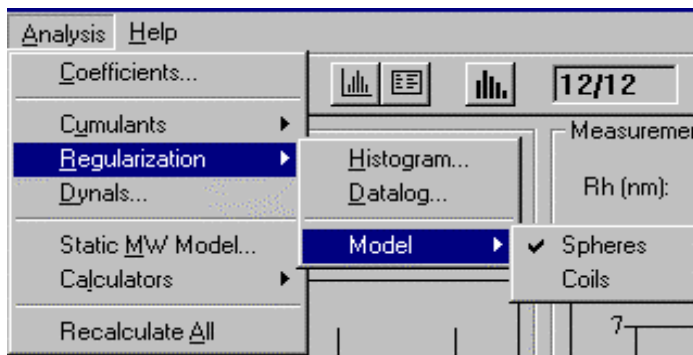 Analysis Help
Coefficients...
Cumulants
Regularization
Dynals...
Static MW Model...
Calculators
Recalculate All
Histogram...
Datalog...
Model
Spheres
Coils
12/12
Measuremer
Rh (nm):
7